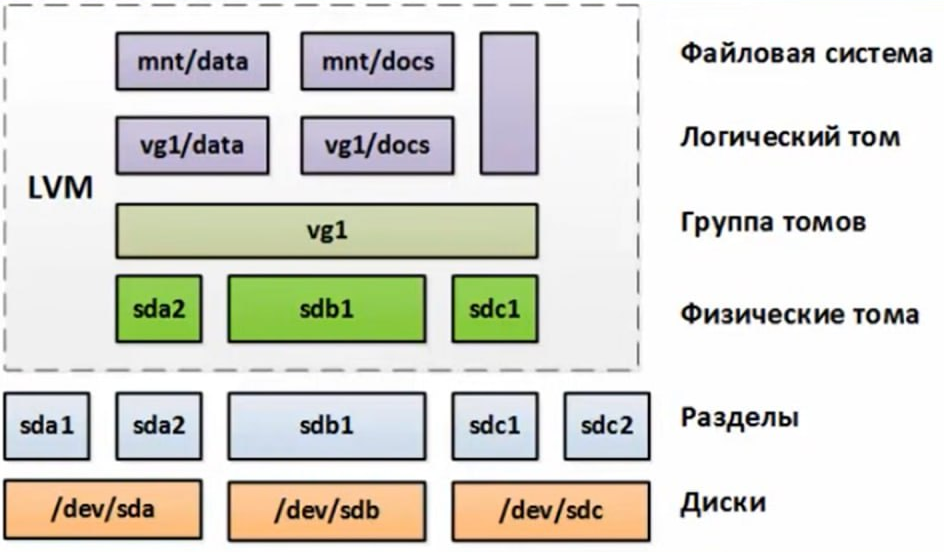 mnt/data mnt/docs Файловая система
vg1/data vg1/docs Логический том
LVM
vg1 Группа томов
sda2 sdb1 sdc1 Физические тома
sda1 sda2 sdb1 sdc1 sdc2 Разделы
/dev/sda /dev/sdb /dev/sdc Диски